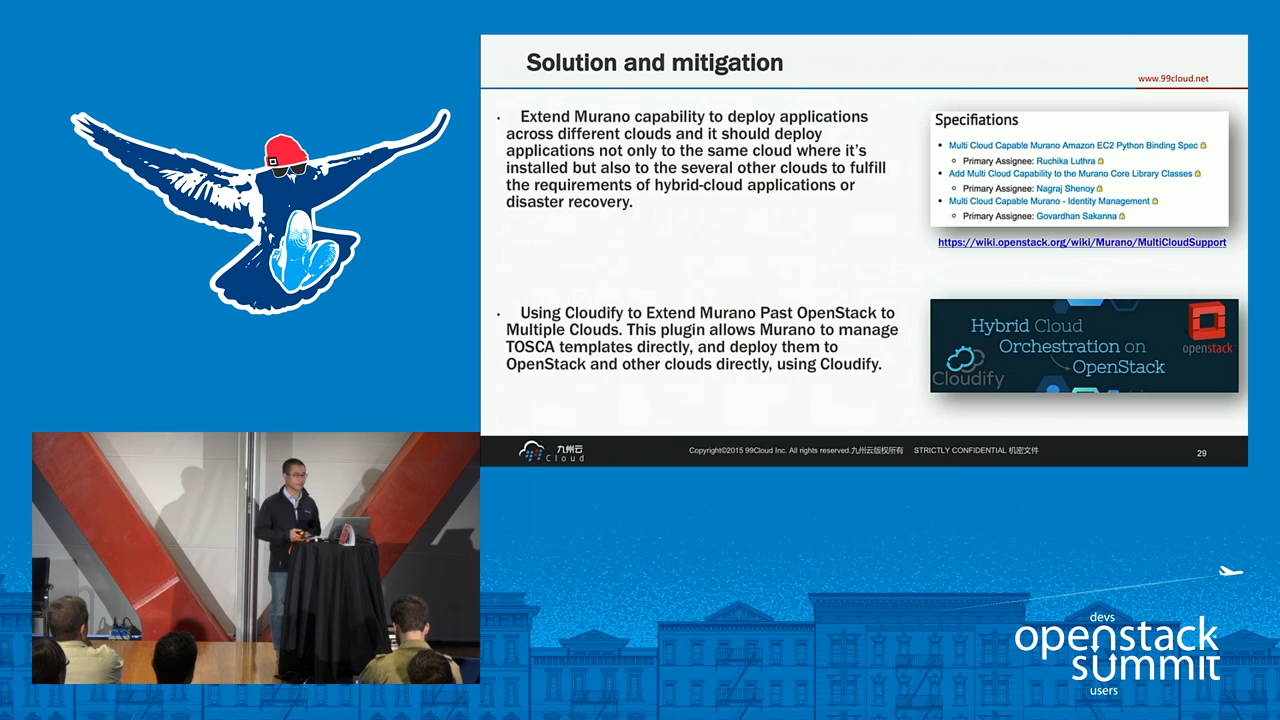 Solution and mitigation
www.99cloud.net
· Extend Murano capability to deploy applications
across different clouds and it should deploy
applications not only to the same cloud where it's
installed but also to the several other clouds to fulfill
the requirements of hybrid-cloud applications or
disaster recovery.
Specifiations
• Multi Cloud Capable Murano Amazon EC2 Python Binding Spec
Primary Assignee: Ruchika Luthra
• Add Multi Cloud Capability to the Murano Core Library Classes
Primary Assignee: Nagraj Shenoy
• Multi Cloud Capable Murano - Identity Management
Primary Assignee: Govardhan Sakanna
https://wiki.openstack.org/wiki/Murano/MultiCloudSupport
· Using Cloudify to Extend Murano Past OpenStack to
Multiple Clouds. This plugin allows Murano to manage
TOSCA templates directly, and deploy them to
OpenStack and other clouds directly, using Cloudify.
Hybrid Cloud
Orchestration on
OpenStack
Cloudify
openstack
九州云
Cloud
Copyright©2015 99Cloud Inc. All rights reserved.九州云版权所有 STRICTLY CONFIDENTIAL 机密文件
29
devs
openstack
summit
users